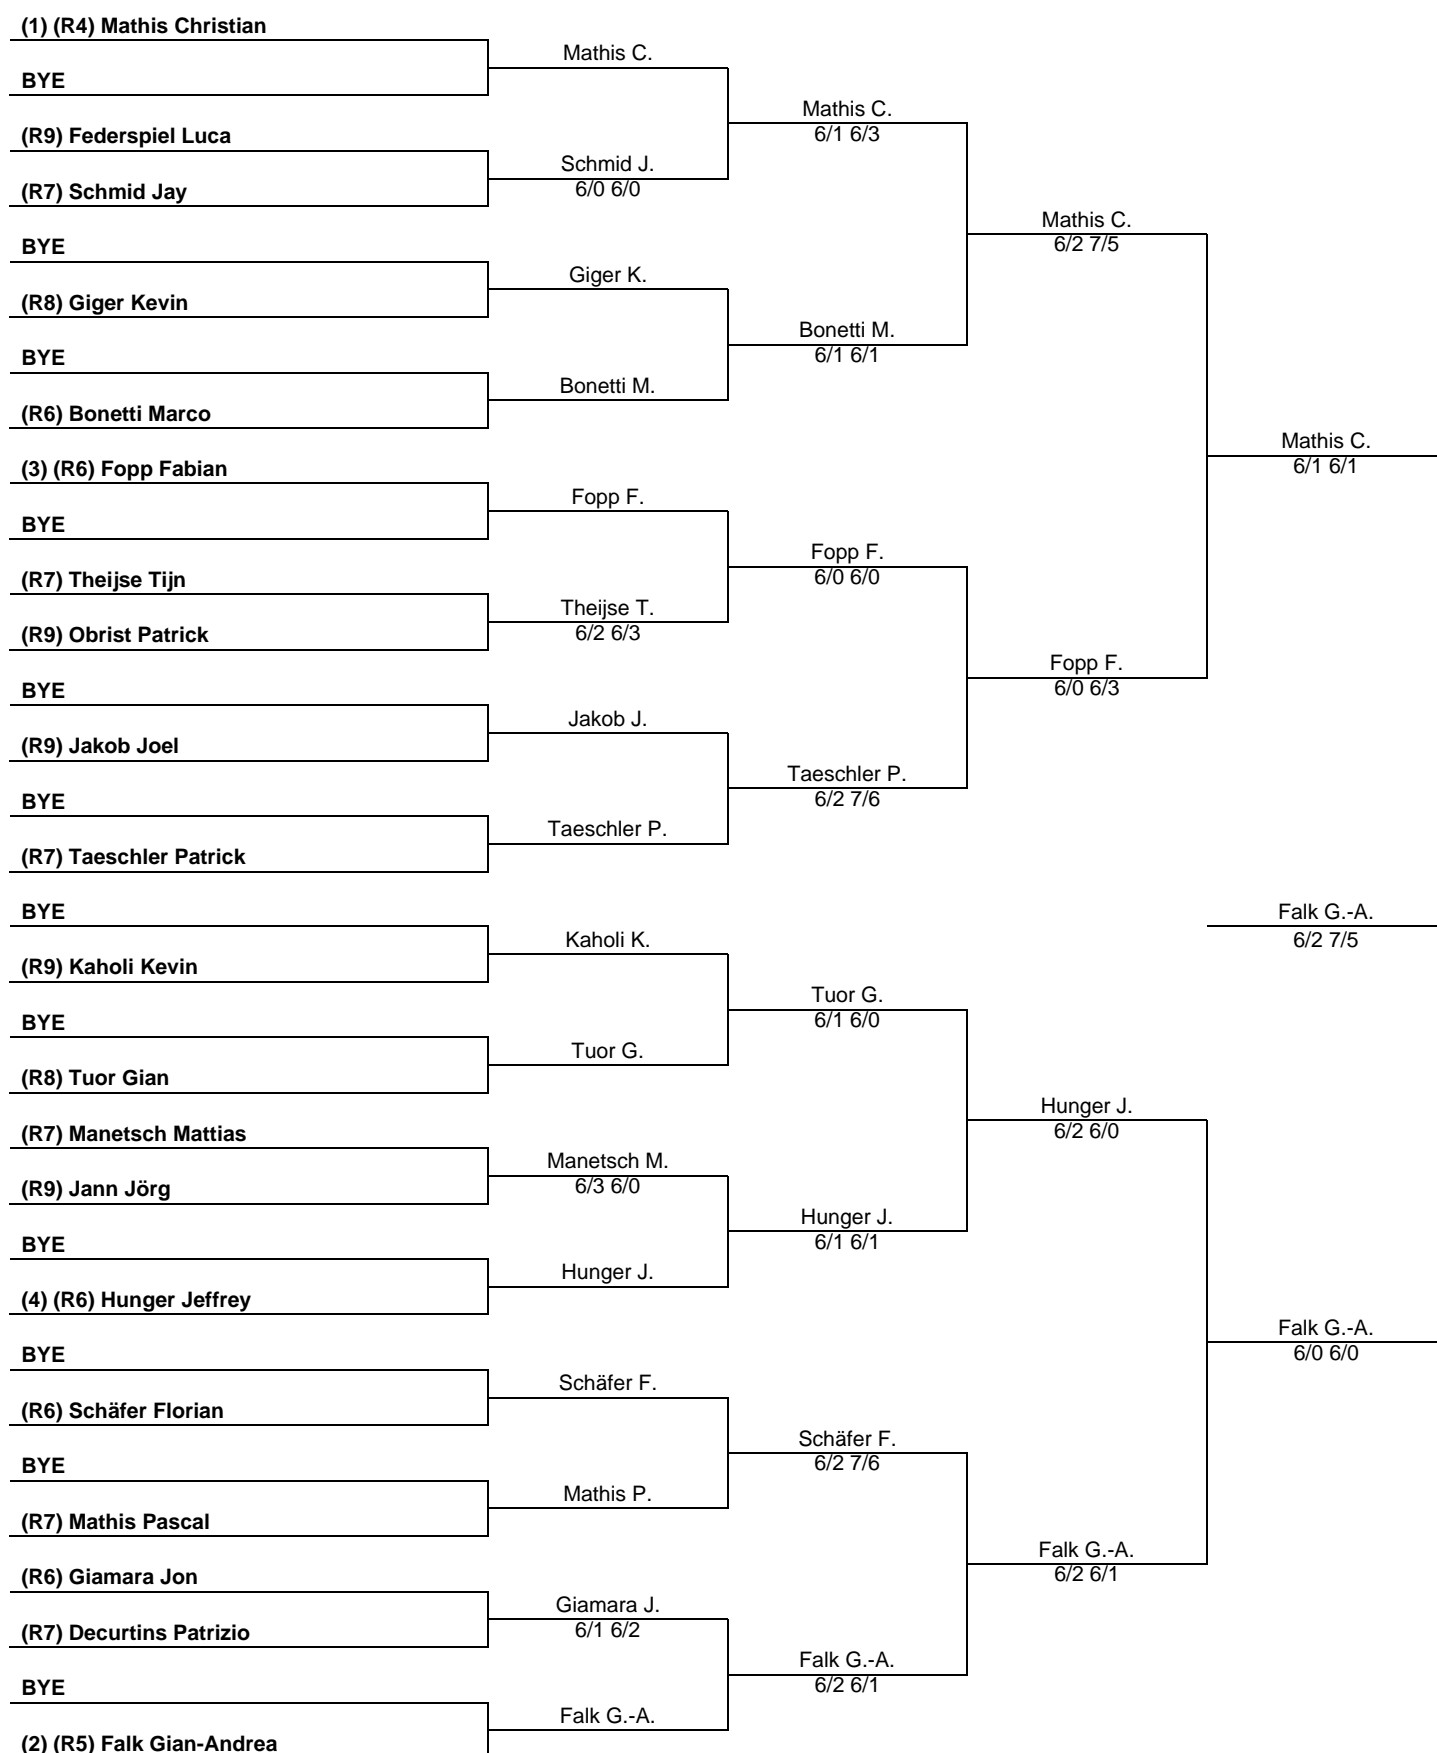 (1) (R4) Mathis Christian
BYE
(R9) Federspiel Luca
(R7) Schmid Jay
BYE
(R8) Giger Kevin
BYE
(R6) Bonetti Marco
(3) (R6) Fopp Fabian
BYE
(R7) Theijse Tijn
(R9) Obrist Patrick
BYE
(R9) Jakob Joel
BYE
(R7) Taeschler Patrick
BYE
(R9) Kaholi Kevin
BYE
(R8) Tuor Gian
(R7) Manetsch Mattias
(R9) Jann Jörg
BYE
(4) (R6) Hunger Jeffrey
BYE
(R6) Schäfer Florian
BYE
(R7) Mathis Pascal
(R6) Giamara Jon
(R7) Decurtins Patrizio
BYE
(2) (R5) Falk Gian-Andrea
Mathis C.
Schmid J.
6/0 6/0
Giger K.
Bonetti M.
Fopp F.
Theijse T.
6/2 6/3
Jakob J.
Taeschler P.
Kaholi K.
Tuor G.
Manetsch M.
6/3 6/0
Hunger J.
Schäfer F.
Mathis P.
Giamara J.
6/1 6/2
Falk G.-A.
Mathis C.
6/1 6/3
Bonetti M.
6/1 6/1
Fopp F.
6/0 6/0
Taeschler P.
6/2 7/6
Tuor G.
6/1 6/0
Hunger J.
6/1 6/1
Schäfer F.
6/2 7/6
Falk G.-A.
6/2 6/1
Mathis C.
6/2 7/5
Fopp F.
6/0 6/3
Hunger J.
6/2 6/0
Falk G.-A.
6/2 6/1
Mathis C.
6/1 6/1
Falk G.-A.
6/2 7/5
Falk G.-A.
6/0 6/0